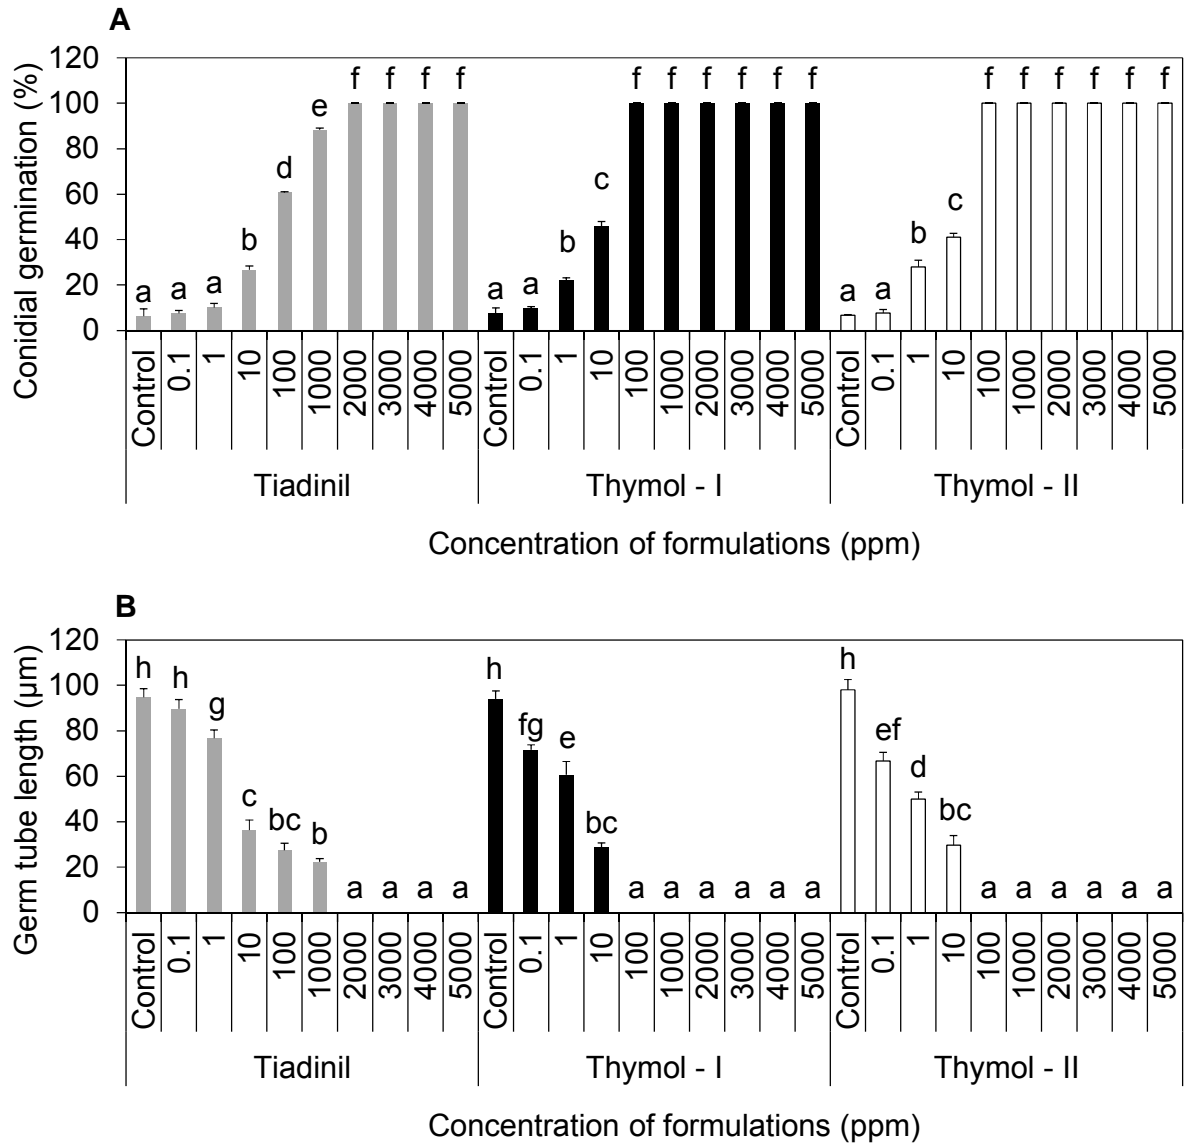 A
Conidial germination (%)
120
100
80
60
40
20
0
a a a b d e f f f f a a b c f f f f f f a a b c f f f f f f
Control 0.1 1 10 100 1000 2000 3000 4000 5000 Control 0.1 1 10 100 1000 2000 3000 4000 5000 Control 0.1 1 10 100 1000 2000 3000 4000 5000
Tiadinil Thymol - I Thymol - II
Concentration of formulations (ppm)
B
Germ tube length (µm)
120
100
80
60
40
20
0
h h g c bc b a a a a h fg e bc a a a a a a h ef d bc a a a a a a
Control 0.1 1 10 100 1000 2000 3000 4000 5000 Control 0.1 1 10 100 1000 2000 3000 4000 5000 Control 0.1 1 10 100 1000 2000 3000 4000 5000
Tiadinil Thymol - I Thymol - II
Concentration of formulations (ppm)